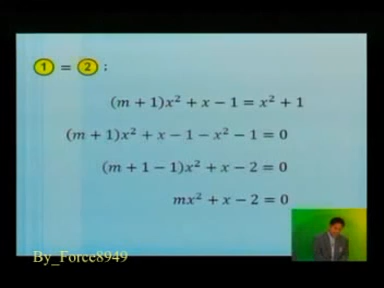 1 = 2 :
(m + 1)x² + x − 1 = x² + 1
(m + 1)x² + x − 1 − x² − 1 = 0
(m + 1 − 1)x² + x − 2 = 0
mx² + x − 2 = 0
By_Force8949